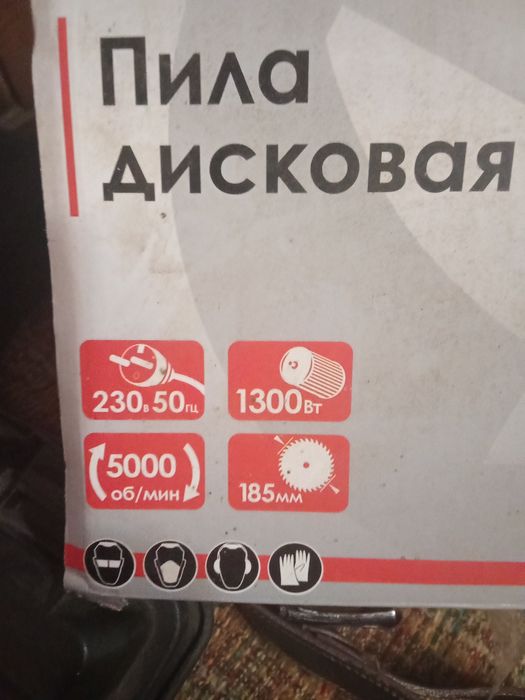 Пила
дисковая
230в 50гц
1300Вт
5000
об/мин
185мм